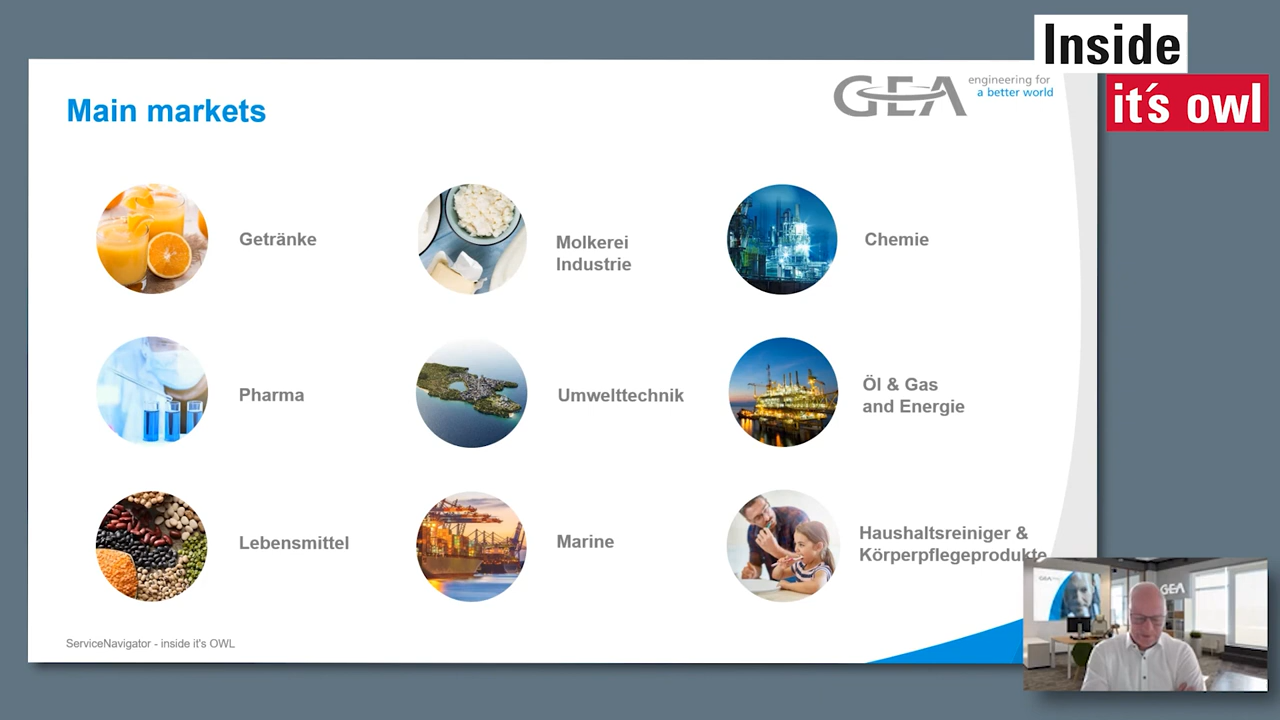 Inside
it's owl
Main markets
GEA
engineering for
a better world
Getränke
Molkerei
Industrie
Chemie
Pharma
Umwelttechnik
Öl & Gas
and Energie
Lebensmittel
Marine
Haushaltsreiniger &
Körperpflegeprodukte
ServiceNavigator - inside it's OWL
GEA
GEA